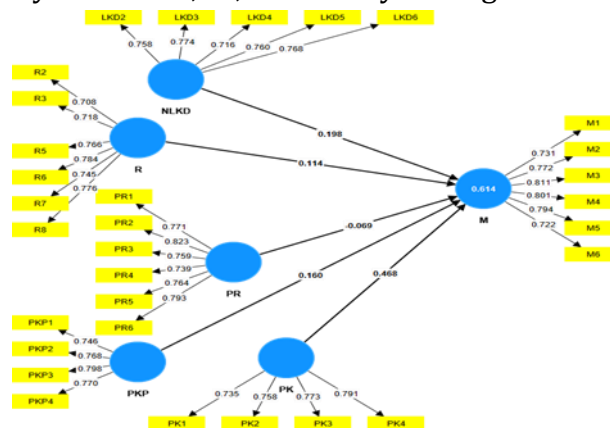 LKD2 LKD3 LKD4 LKD5 LKD6
0.758 0.774 0.716 0.760 0.768
NLKD
R2
R3
R5
R6
R7
R8
0.708
0.718
0.766
0.784
0.745
0.776
R
0.198
0.114
PR1
PR2
PR3
PR4
PR5
PR6
0.771
0.823
0.759
0.739
0.764
0.793
PR
-0.069
0.160
0.468
0.614
M
0.731
0.772
0.811
0.801
0.794
0.722
M1
M2
M3
M4
M5
M6
PKP1
PKP2
PKP3
PKP4
0.746
0.768
0.798
0.770
PKP
PK
0.735 0.758 0.773 0.791
PK1 PK2 PK3 PK4